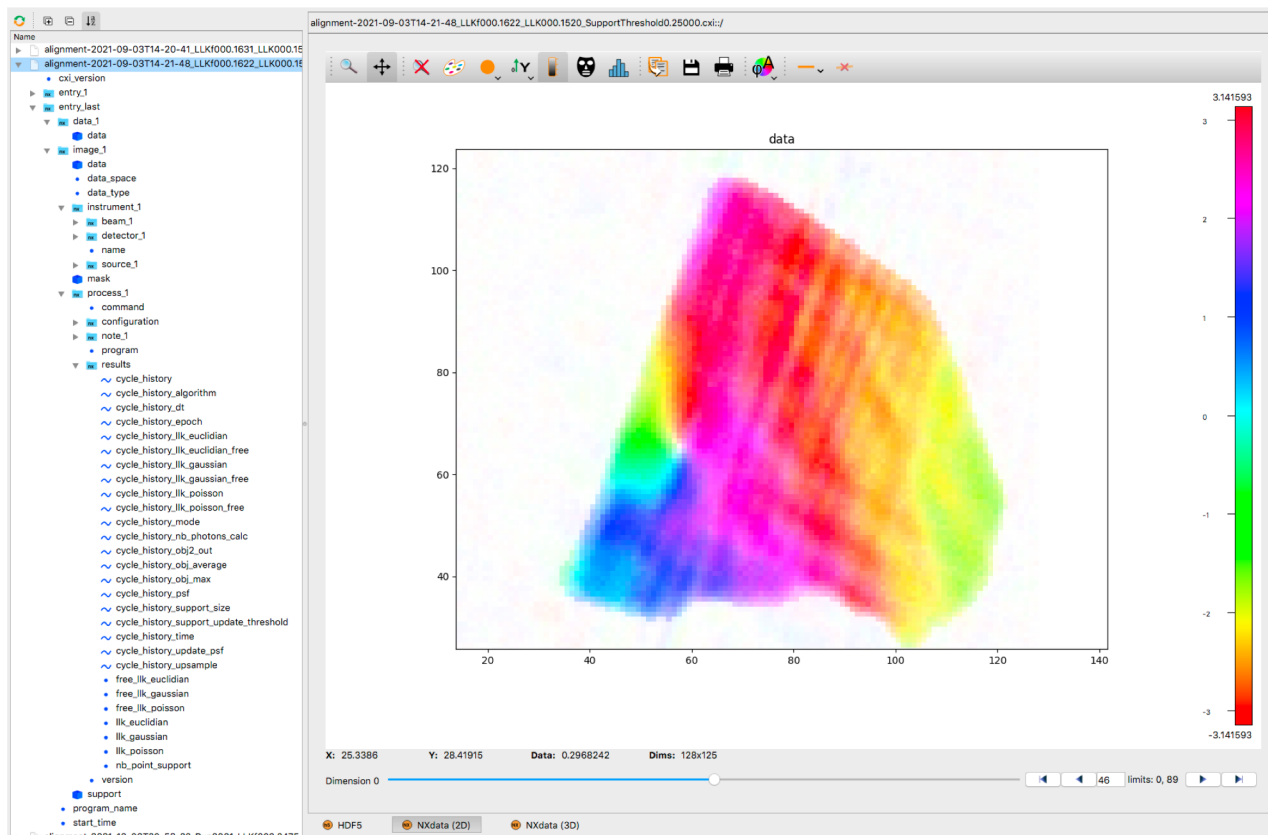 alignment-2021-09-03T14-21-48_LLKf000.1622_LLK000.1520_SupportThreshold0.25000.cxi::/
Name
alignment-2021-09-03T14-20-41_LLKf000.1631_LLK000.15
alignment-2021-09-03T14-21-48_LLKf000.1622_LLK000.15
cxi_version
entry_1
entry_last
data_1
data
image_1
data
data_space
data_type
instrument_1
beam_1
detector_1
name
source_1
mask
process_1
command
configuration
note_1
program
results
cycle_history
cycle_history_algorithm
cycle_history_dt
cycle_history_epoch
cycle_history_llk_euclidian
cycle_history_llk_euclidian_free
cycle_history_llk_gaussian
cycle_history_llk_gaussian_free
cycle_history_llk_poisson
cycle_history_llk_poisson_free
cycle_history_mode
cycle_history_nb_photons_calc
cycle_history_obj2_out
cycle_history_obj_average
cycle_history_obj_max
cycle_history_psf
cycle_history_support_size
cycle_history_support_update_threshold
cycle_history_time
cycle_history_update_psf
cycle_history_upsample
free_llk_euclidian
free_llk_gaussian
free_llk_poisson
llk_euclidian
llk_gaussian
llk_poisson
nb_point_support
version
support
program_name
start_time
data
120
100
80
60
40
20 40 60 80 100 120 140
3.141593
3
2
1
0
-1
-2
-3
-3.141593
X: 25.3386 Y: 28.41915 Data: 0.2968242 Dims: 128x125
Dimension 0 46 limits: 0, 89
HDF5 NXdata (2D) NXdata (3D)